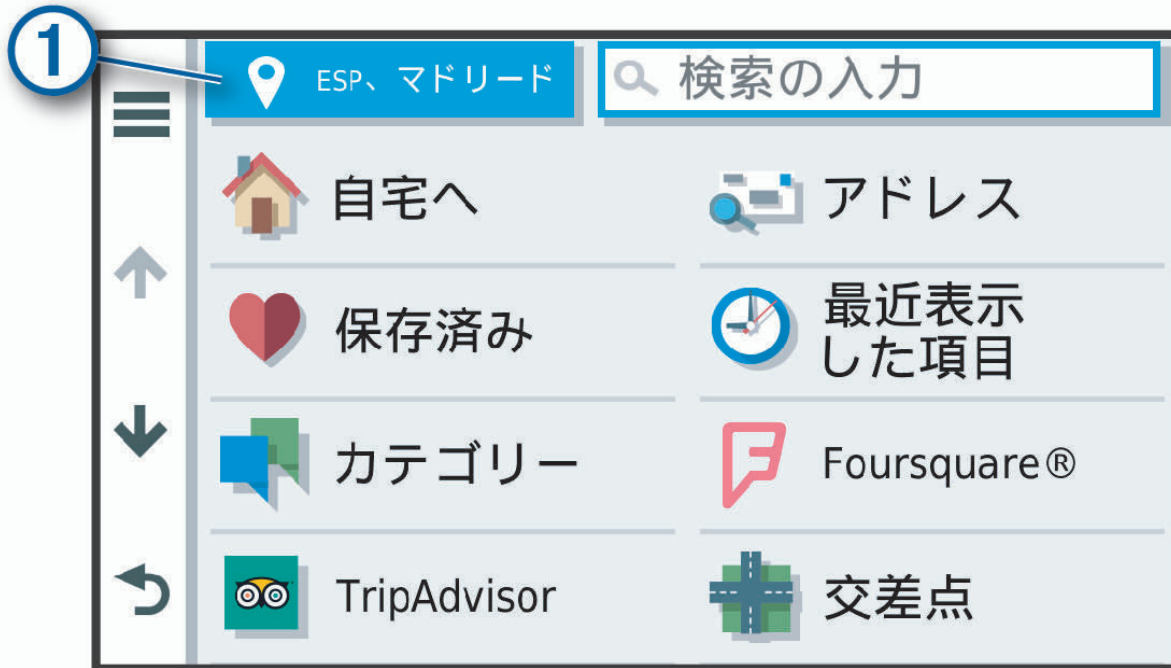 1
ESP、マドリード
検索の入力
自宅へ
アドレス
保存済み
最近表示
した項目
カテゴリー
Foursquare®
TripAdvisor
交差点